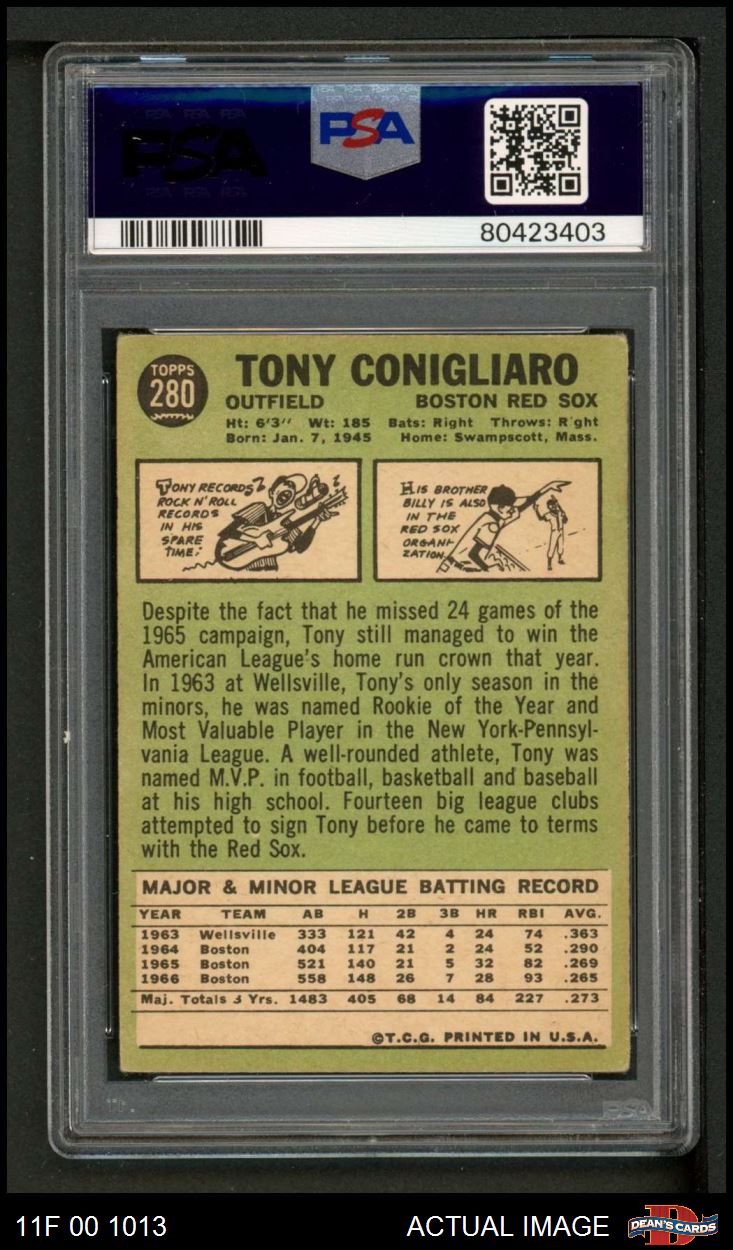 PSA
PSA
80423403
TOPPS
280
TONY CONIGLIARO
OUTFIELD BOSTON RED SOX
Ht: 6'3" Wt: 185 Bats: Right Throws: R ght
Born: Jan. 7, 1945 Home: Swampscott, Mass.
TONY RECORDS
ROCK N' ROLL
RECORDS
IN HIS
SPARE
TIME.
HIS BROTHER
BILLY IS ALSO
IN THE
RED SOX
ORGANI-
ZATION.
Despite the fact that he missed 24 games of the
1965 campaign, Tony still managed to win the
American League's home run crown that year.
In 1963 at Wellsville, Tony's only season in the
minors, he was named Rookie of the Year and
Most Valuable Player in the New York-Pennsyl-
vania League. A well-rounded athlete, Tony was
named M.V.P. in football, basketball and baseball
at his high school. Fourteen big league clubs
attempted to sign Tony before he came to terms
with the Red Sox.
MAJOR & MINOR LEAGUE BATTING RECORD
YEAR TEAM AB H 2B 3B HR RBI AVG.
1963 Wellsville 333 121 42 4 24 74 .363
1964 Boston 404 117 21 2 24 52 .290
1965 Boston 521 140 21 5 32 82 .269
1966 Boston 558 148 26 7 28 93 .265
Maj. Totals 3 Yrs. 1483 405 68 14 84 227 .273
©T.C.G. PRINTED IN U.S.A.
PSA
11F 00 1013 ACTUAL IMAGE DEAN'S CARDS